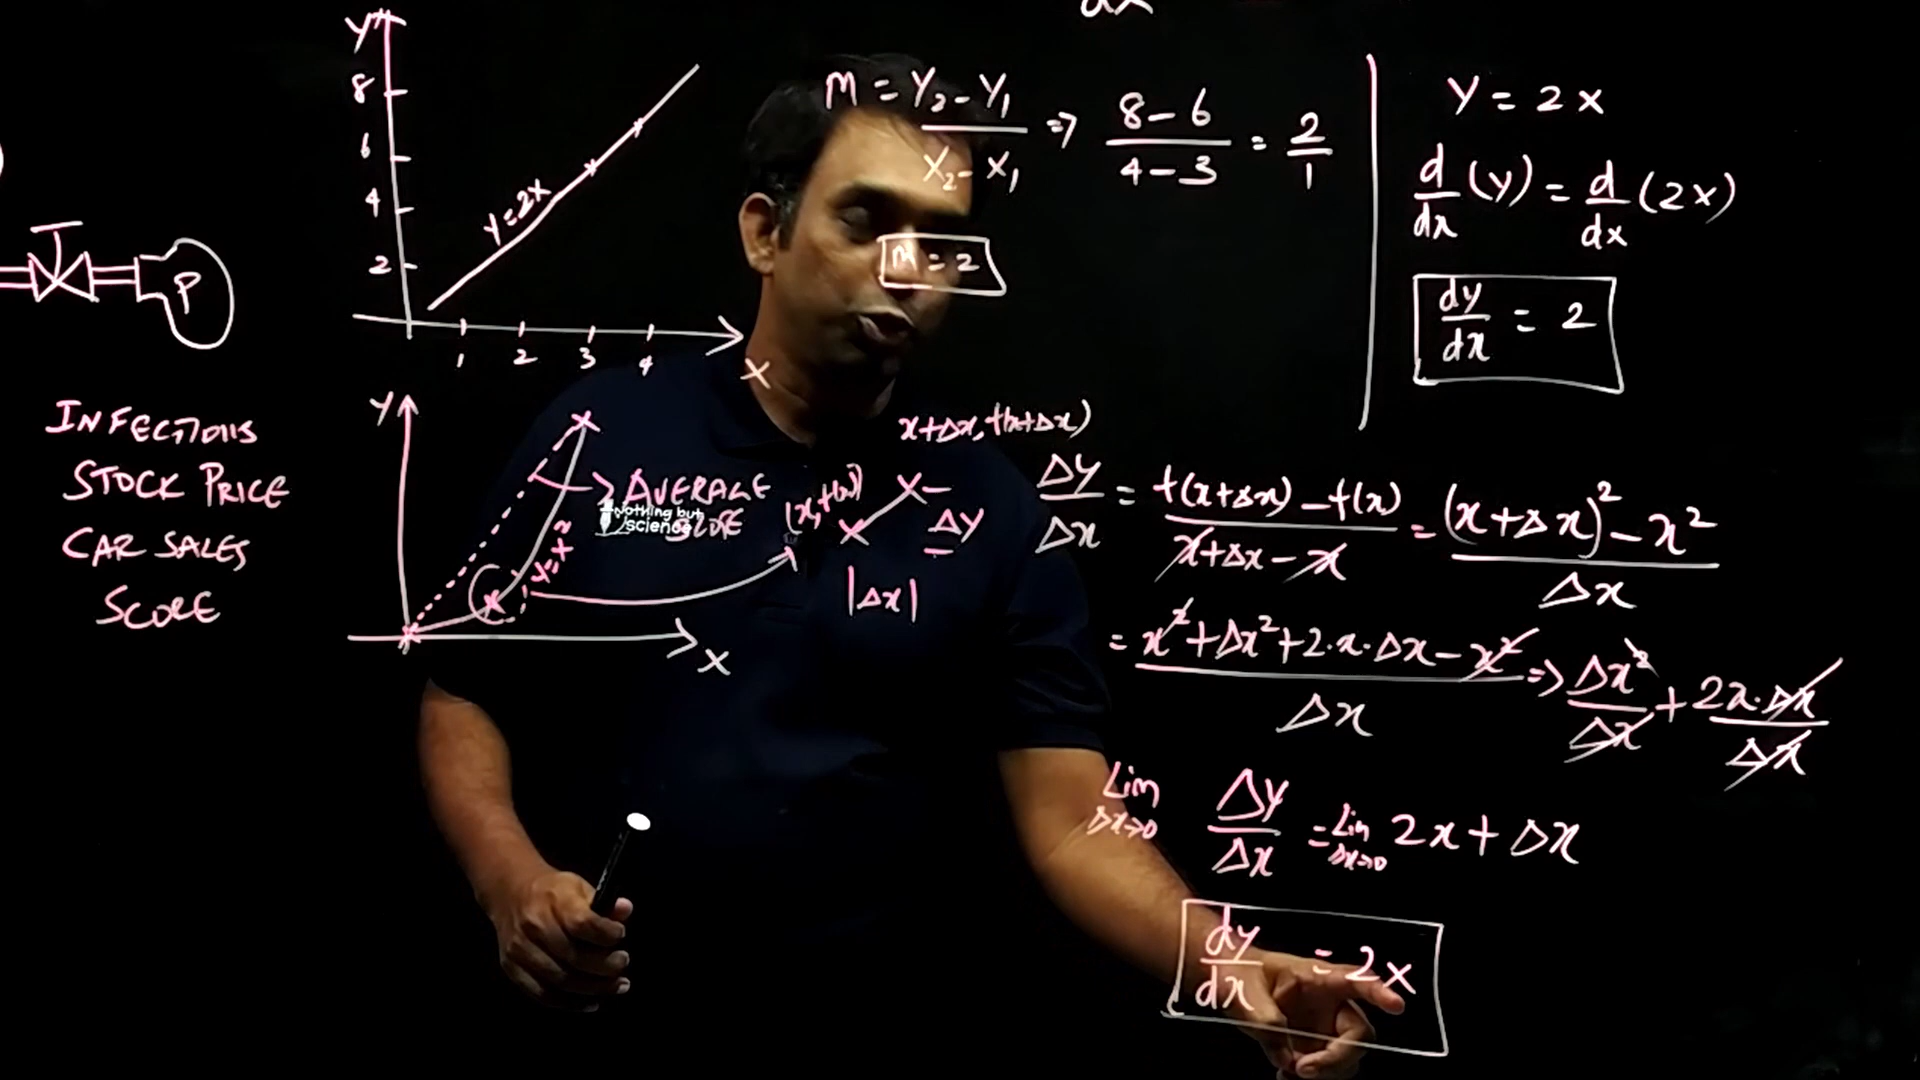 Y
8
6
4
2
Y=2x
1 2 3 4
X
P
M = Y₂-Y₁ / X₂-X₁ => 8-6 / 4-3 = 2/1
M = 2
Y = 2x
d/dx (y) = d/dx (2x)
dy/dx = 2
INFECTIONS
STOCK PRICE
CAR SALES
SCORE
Y
AVERAGE
Nothing but
science
X
(x, f(x))
x+Δx, f(x+Δx)
Δy
|Δx|
Δy/Δx = f(x+Δx) - f(x) / x+Δx-x = (x+Δx)² - x² / Δx
= x²+Δx²+2.x.Δx-x² / Δx => Δx²/Δx + 2x.Δx/Δx
Lim Δx→0 Δy/Δx = Lim Δx→0 2x+Δx
dy/dx = 2x